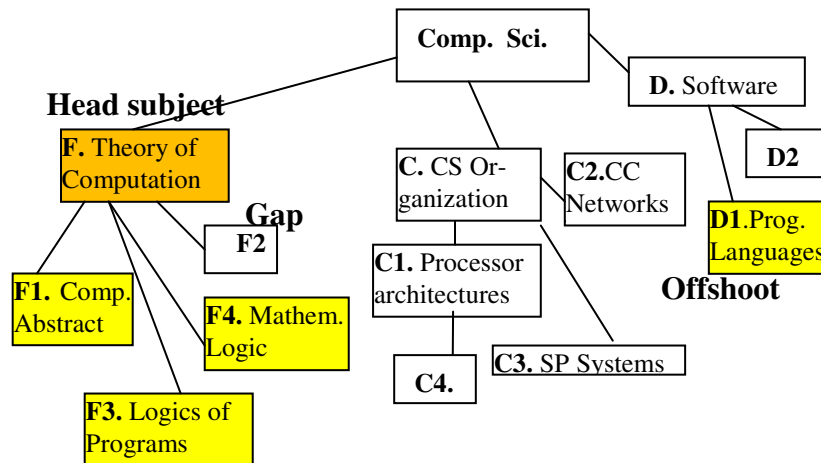 Comp. Sci.
D. Software
Head subject
F. Theory of
Computation
C. CS Or-
ganization
C2.CC
Networks
D2
Gap
F2
D1.Prog.
Languages
Offshoot
C1. Processor
architectures
F1. Comp.
Abstract
F4. Mathem.
Logic
C3. SP Systems
C4.
F3. Logics of
Programs